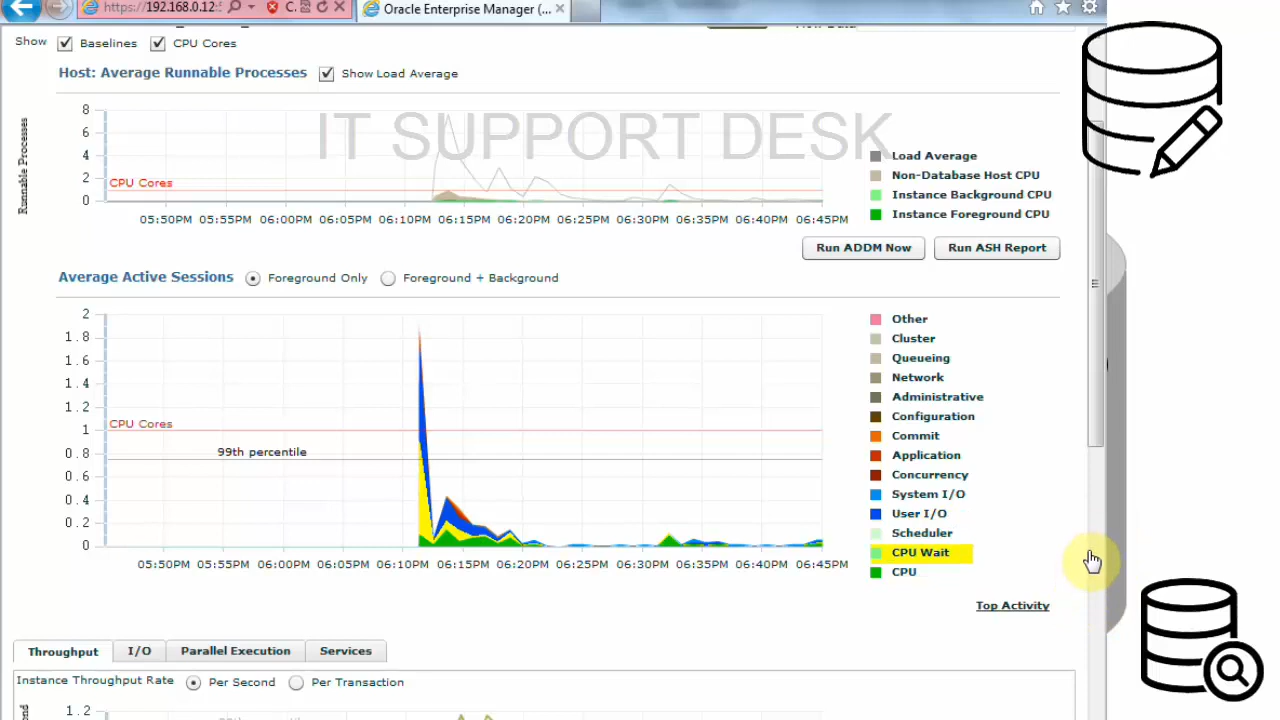 https://192.168.0.12:
Oracle Enterprise Manager (...
Show Baselines CPU Cores
Host: Average Runnable Processes Show Load Average
IT SUPPORT DESK
Runnable Processes
8
6
4
2
0
CPU Cores
05:50PM 05:55PM 06:00PM 06:05PM 06:10PM 06:15PM 06:20PM 06:25PM 06:30PM 06:35PM 06:40PM 06:45PM
Load Average
Non-Database Host CPU
Instance Background CPU
Instance Foreground CPU
Run ADDM Now Run ASH Report
Average Active Sessions Foreground Only Foreground + Background
2
1.8
1.6
1.4
1.2
1
0.8
0.6
0.4
0.2
0
CPU Cores
99th percentile
05:50PM 05:55PM 06:00PM 06:05PM 06:10PM 06:15PM 06:20PM 06:25PM 06:30PM 06:35PM 06:40PM 06:45PM
Other
Cluster
Queueing
Network
Administrative
Configuration
Commit
Application
Concurrency
System I/O
User I/O
Scheduler
CPU Wait
CPU
Top Activity
Throughput I/O Parallel Execution Services
Instance Throughput Rate Per Second Per Transaction
1.2